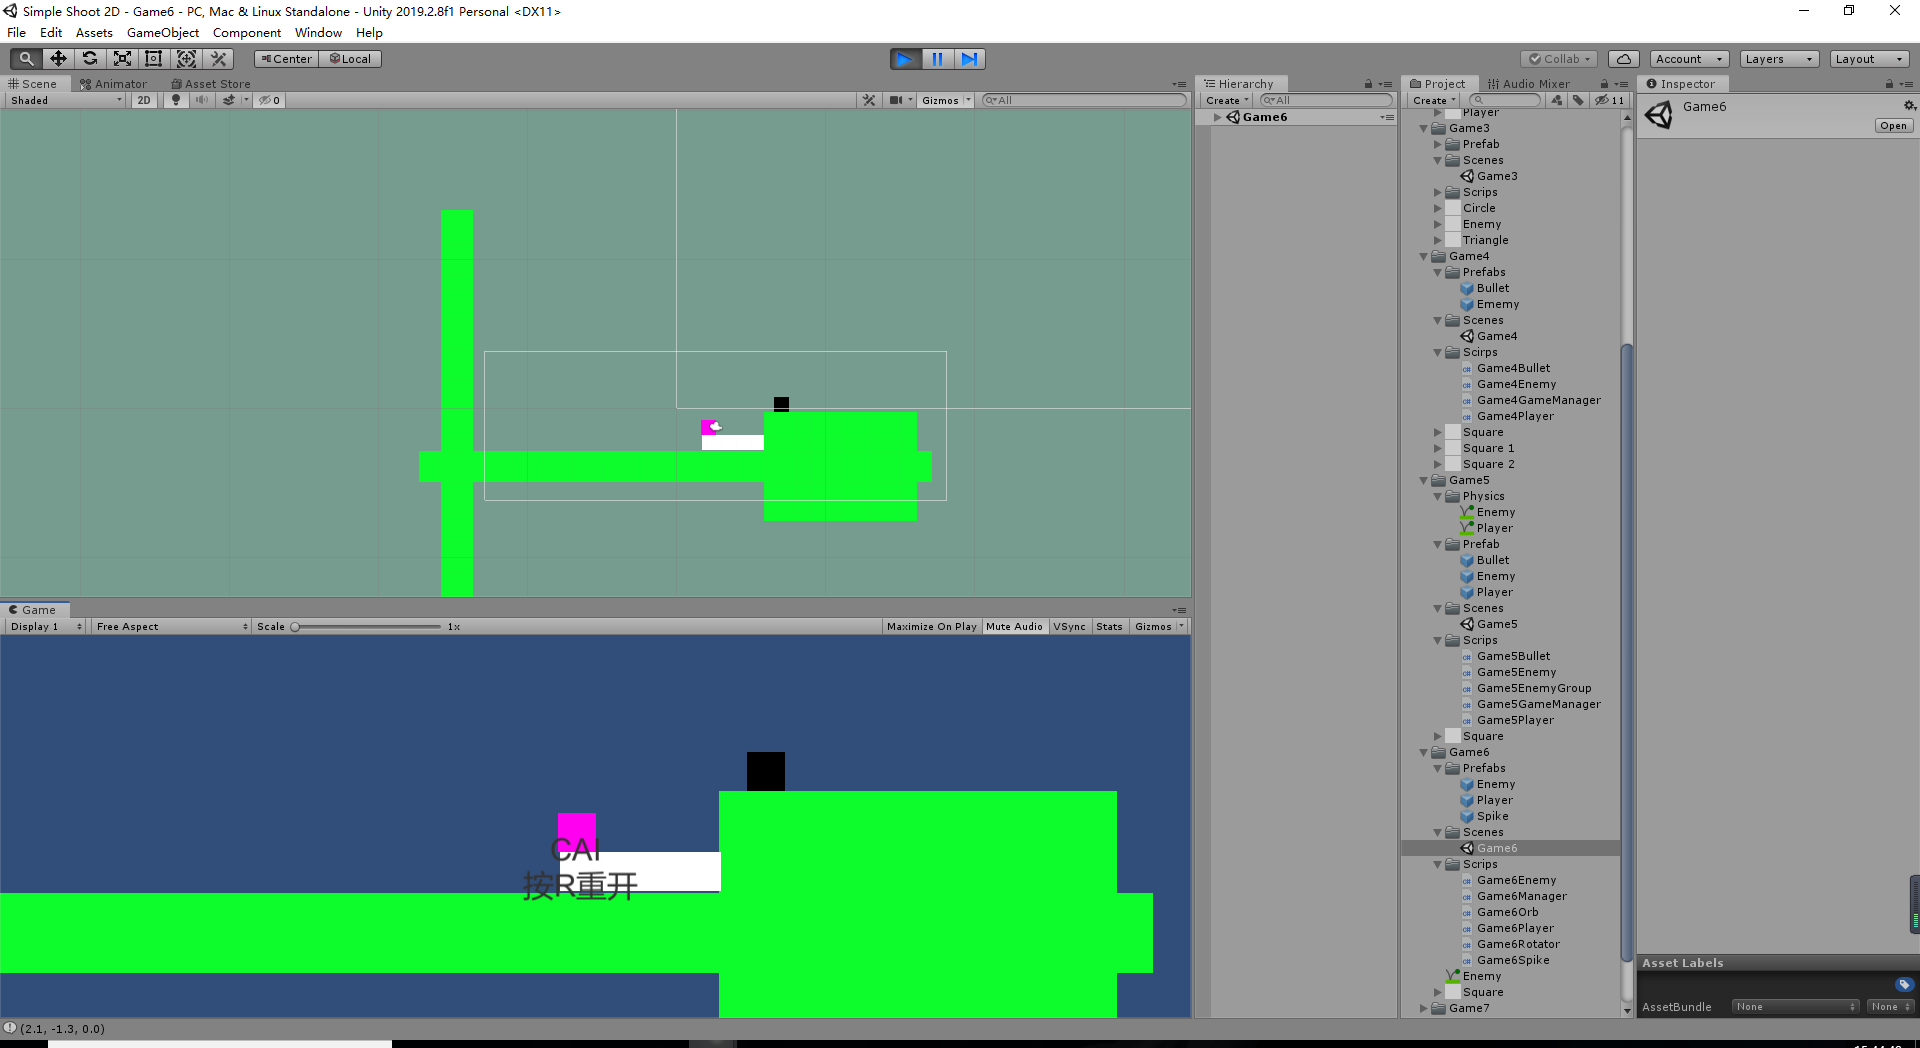 Simple Shoot 2D - Game6 - PC, Mac & Linux Standalone - Unity 2019.2.8f1 Personal <DX11>
File Edit Assets GameObject Component Window Help
Center Local
Collab Account Layers Layout
Scene Animator Asset Store
Shaded 2D 0 Gizmos All
Game
Display 1 Free Aspect Scale 1x Maximize On Play Mute Audio VSync Stats Gizmos
CAI
按R重开
(2.1, -1.3, 0.0)
Hierarchy
Create All
Game6
Project Audio Mixer
Create 11
Player
Game3
Prefab
Scenes
Game3
Scrips
Circle
Enemy
Triangle
Game4
Prefabs
Bullet
Ememy
Scenes
Game4
Scirps
Game4Bullet
Game4Enemy
Game4GameManager
Game4Player
Square
Square 1
Square 2
Game5
Physics
Enemy
Player
Prefab
Bullet
Enemy
Player
Scenes
Game5
Scrips
Game5Bullet
Game5Enemy
Game5EnemyGroup
Game5GameManager
Game5Player
Square
Game6
Prefabs
Enemy
Player
Spike
Scenes
Game6
Scrips
Game6Enemy
Game6Manager
Game6Orb
Game6Player
Game6Rotator
Game6Spike
Enemy
Square
Game7
Inspector
Game6
Open
Asset Labels
AssetBundle None None